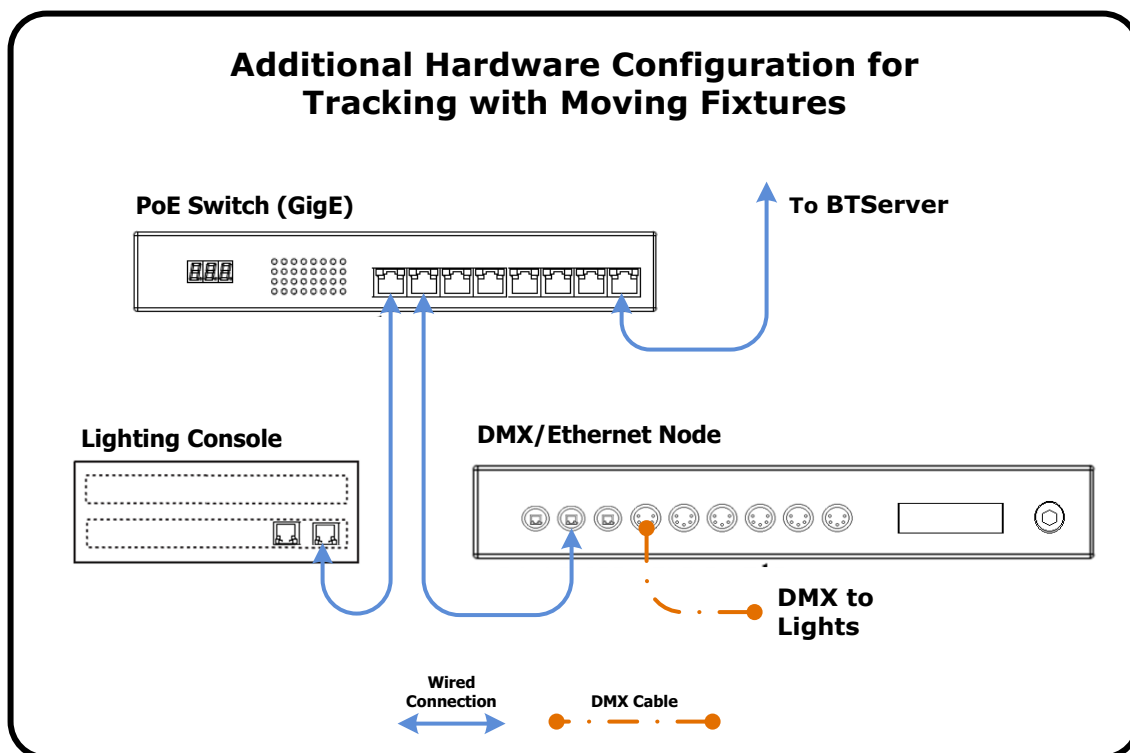 Additional Hardware Configuration for
Tracking with Moving Fixtures
PoE Switch (GigE)
To BTServer
Lighting Console
DMX/Ethernet Node
DMX to
Lights
Wired
Connection
DMX Cable